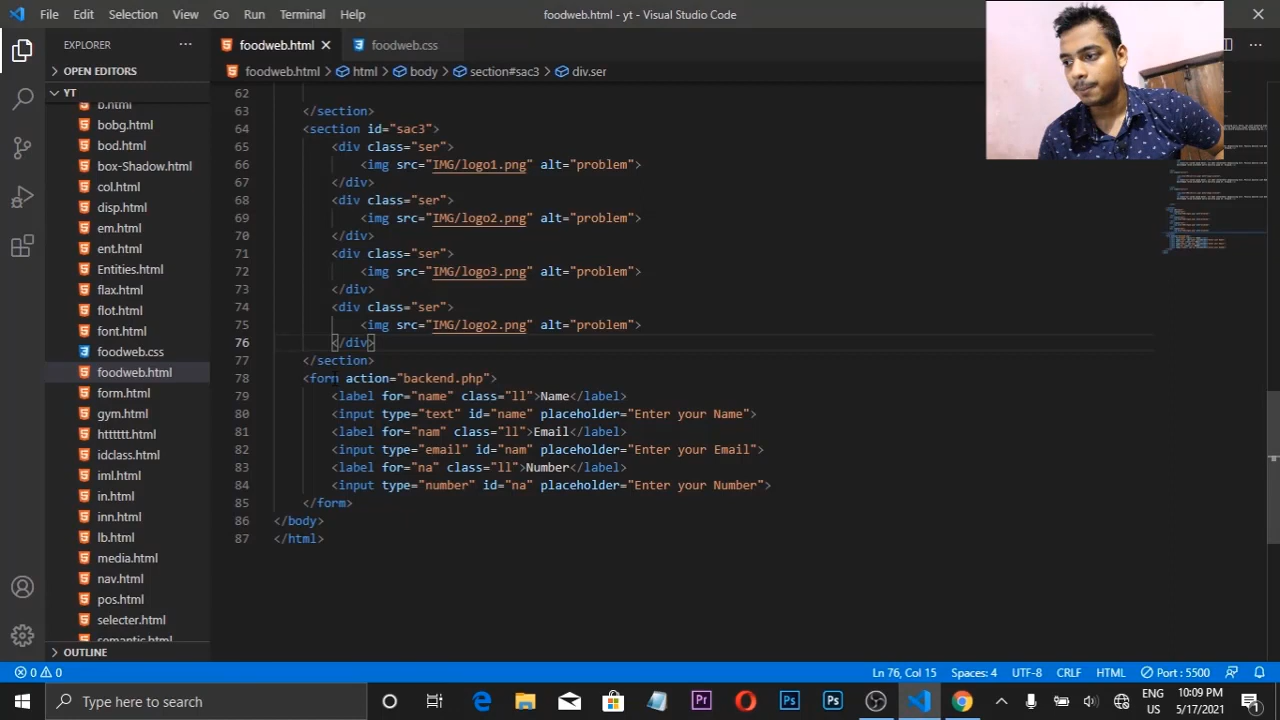 File Edit Selection View Go Run Terminal Help
foodweb.html - yt - Visual Studio Code
EXPLORER
foodweb.html
foodweb.css
OPEN EDITORS
foodweb.html > html > body > section#sac3 > div.ser
YT
b.html
bobg.html
bod.html
box-Shadow.html
col.html
disp.html
em.html
ent.html
Entities.html
flax.html
flot.html
font.html
foodweb.css
foodweb.html
form.html
gym.html
htttttt.html
idclass.html
iml.html
in.html
inn.html
lb.html
media.html
nav.html
pos.html
selecter.html
semantic.html
OUTLINE
62
63 </section>
64 <section id="sac3">
65 <div class="ser">
66 <img src="IMG/logo1.png" alt="problem">
67 </div>
68 <div class="ser">
69 <img src="IMG/logo2.png" alt="problem">
70 </div>
71 <div class="ser">
72 <img src="IMG/logo3.png" alt="problem">
73 </div>
74 <div class="ser">
75 <img src="IMG/logo2.png" alt="problem">
76 </div>
77 </section>
78 <form action="backend.php">
79 <label for="name" class="ll">Name</label>
80 <input type="text" id="name" placeholder="Enter your Name">
81 <label for="nam" class="ll">Email</label>
82 <input type="email" id="nam" placeholder="Enter your Email">
83 <label for="na" class="ll">Number</label>
84 <input type="number" id="na" placeholder="Enter your Number">
85 </form>
86 </body>
87 </html>
0 0
Ln 76, Col 15
Spaces: 4
UTF-8
CRLF
HTML
Port : 5500
Type here to search
ENG
US
10:09 PM
5/17/2021